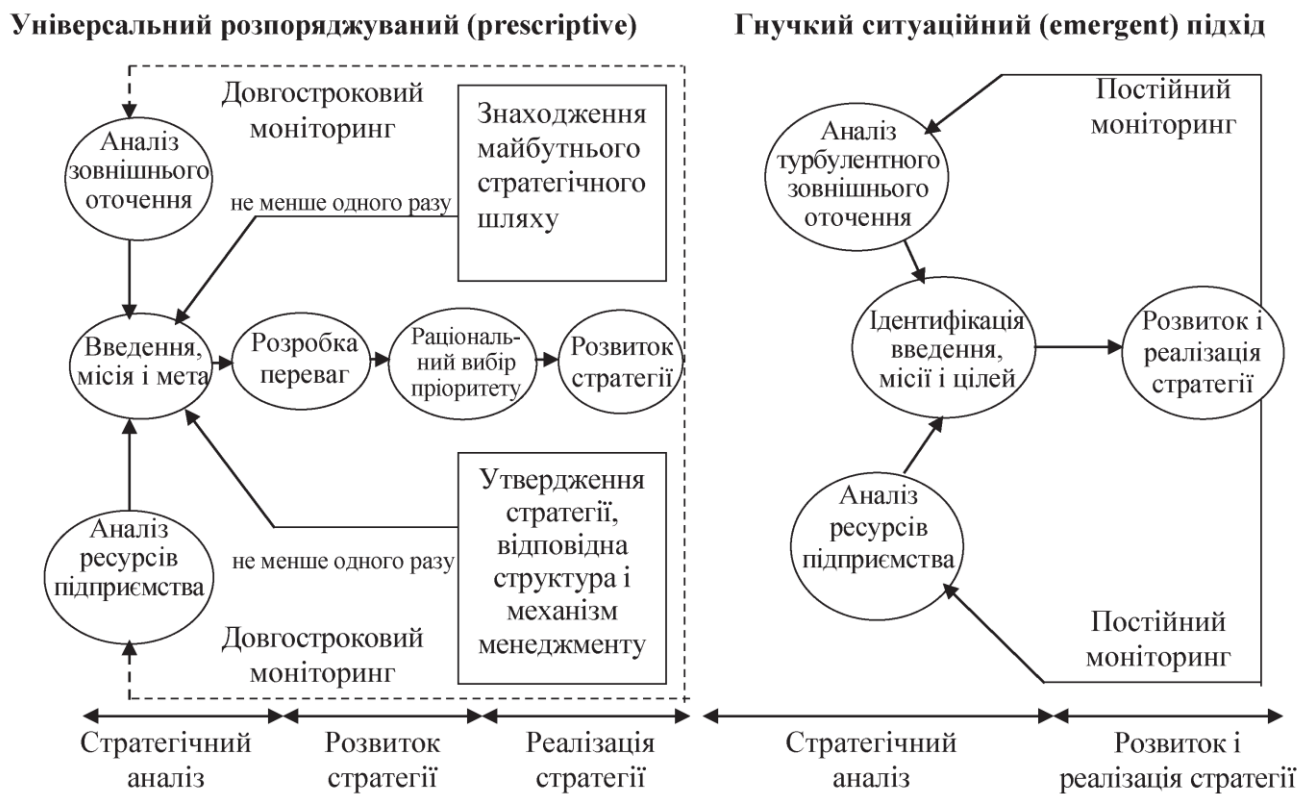 Універсальний розпоряджуваний (prescriptive)
Довгостроковий
моніторинг
Аналіз
зовнішнього
оточення
Знаходження
майбутнього
стратегічного
шляху
не менше одного разу
Введення,
місія і мета
Розробка
переваг
Раціональ-
ний вибір
пріоритету
Розвиток
стратегії
Аналіз
ресурсів
підприємства
не менше одного разу
Утвердження
стратегії,
відповідна
структура і
механізм
менеджменту
Довгостроковий
моніторинг
Стратегічний
аналіз
Розвиток
стратегії
Реалізація
стратегії
Гнучкий ситуаційний (emergent) підхід
Постійний
моніторинг
Аналіз
турбулентного
зовнішнього
оточення
Ідентифікація
введення,
місії і цілей
Розвиток і
реалізація
стратегії
Аналіз
ресурсів
підприємства
Постійний
моніторинг
Стратегічний
аналіз
Розвиток і
реалізація стратегії